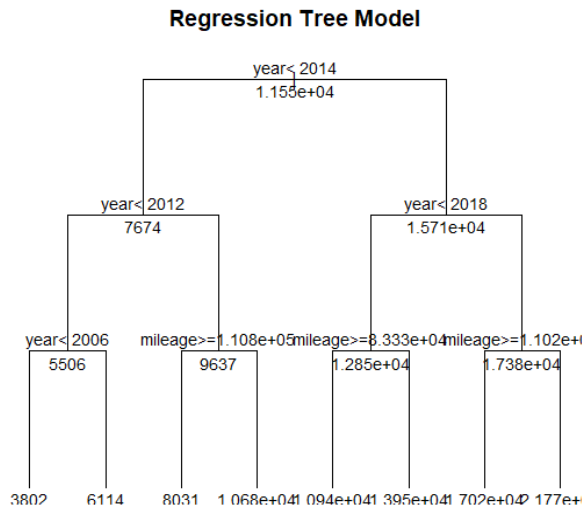 Regression Tree Model
year< 2014
1.155e+04
year< 2012
7674
year< 2018
1.571e+04
year< 2006
5506
mileage>=1.108e+05
9637
mileage>=8.333e+04
1.285e+04
mileage>=1.102e+0
1.738e+04
3802 6114 8031 1.068e+04 1.094e+04 1.395e+04 1.702e+04 2.177e+0